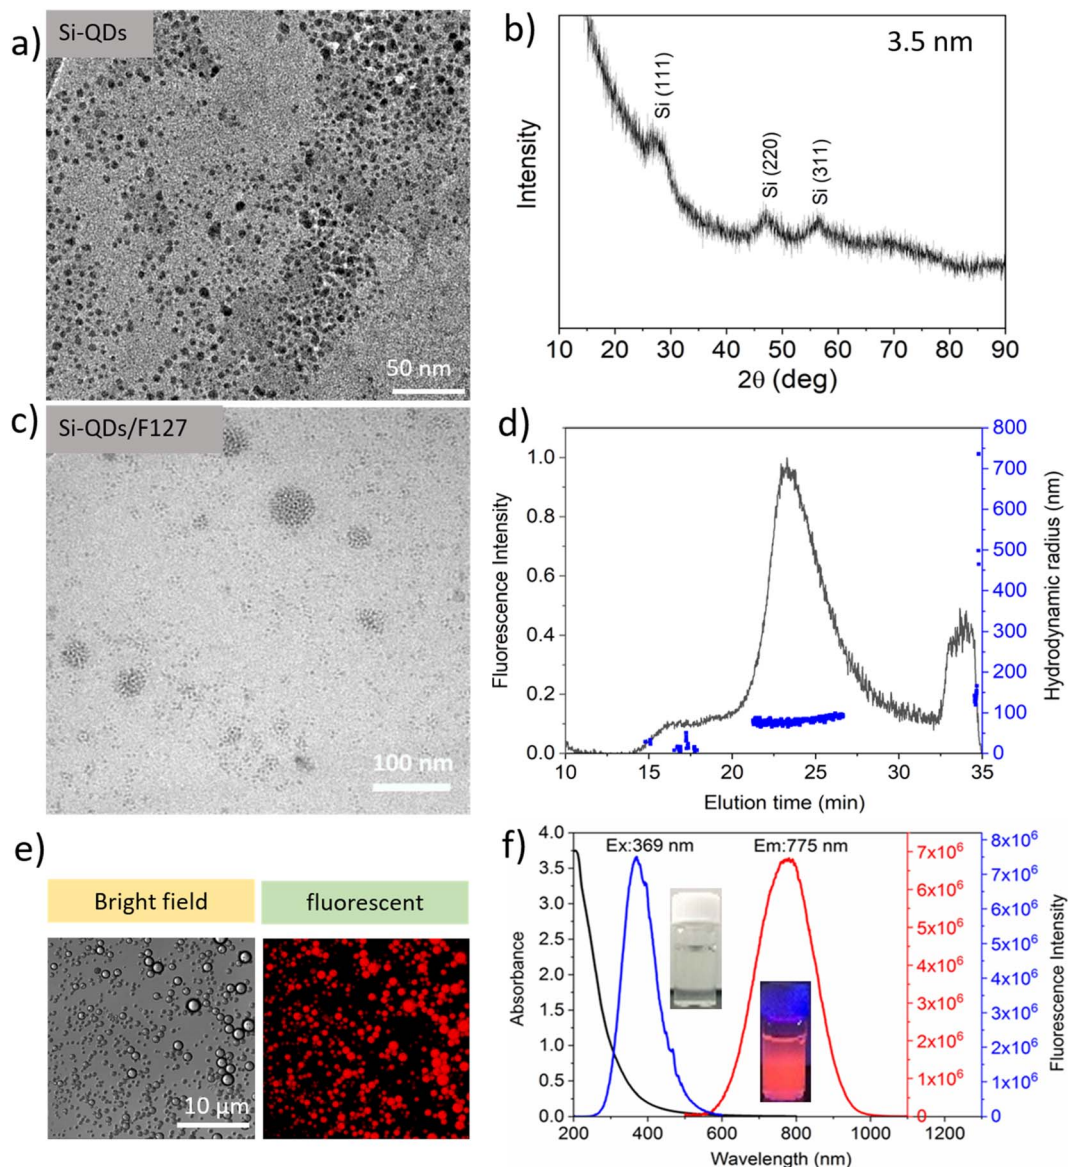 a)
Si-QDs
50 nm
b)
3.5 nm
Si (111)
Si (220)
Si (311)
Intensity
10 20 30 40 50 60 70 80 90
2θ (deg)
c)
Si-QDs/F127
100 nm
d)
Fluorescence Intensity
1.0
0.8
0.6
0.4
0.2
0.0
800
700
600
500
400
300
200
100
0
Hydrodynamic radius (nm)
10 15 20 25 30 35
Elution time (min)
e)
Bright field
fluorescent
10 µm
f)
Ex:369 nm
Em:775 nm
Absorbance
4.0
3.5
3.0
2.5
2.0
1.5
1.0
0.5
0.0
7x10⁶
6x10⁶
5x10⁶
4x10⁶
3x10⁶
2x10⁶
1x10⁶
0
8x10⁶
7x10⁶
6x10⁶
5x10⁶
4x10⁶
3x10⁶
2x10⁶
1x10⁶
0
Fluorescence Intensity
200 400 600 800 1000 1200
Wavelength (nm)